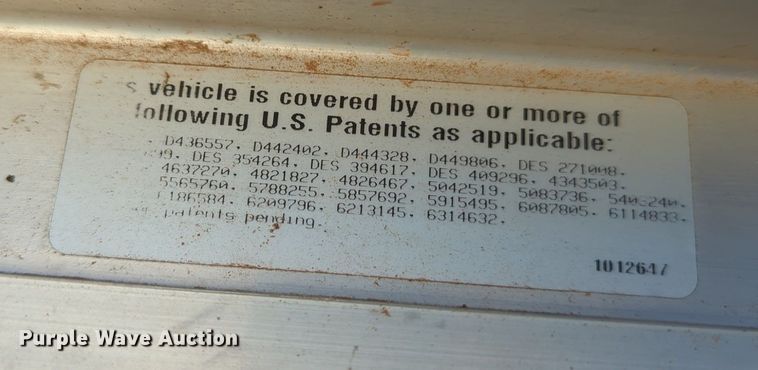 vehicle is covered by one or more of
following U.S. Patents as applicable:
D436557, D442402, D444328, D449806, DES 271008,
DES 354264, DES 394617, DES 409296, 4343503,
4637270, 4821827, 4826467, 5042519, 5083736,
5565760, 5788255, 5857692, 5915495, 6087805, 6114833,
6209796, 6213145, 6314632,
patents pending.
1012647
Purple Wave Auction